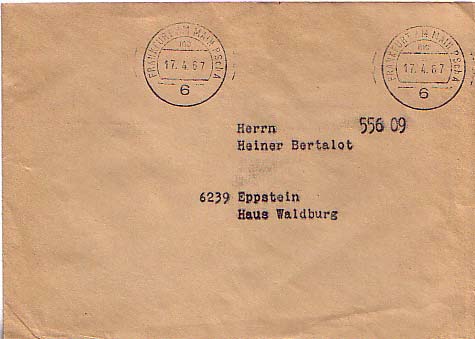 FRANKFURT AM MAIN PSchA
17.4.67
6
FRANKFURT AM MAIN PSchA
17.4.67
6
Herrn 556 09
Heiner Bertalot
6239 Eppstein
Haus Waldburg